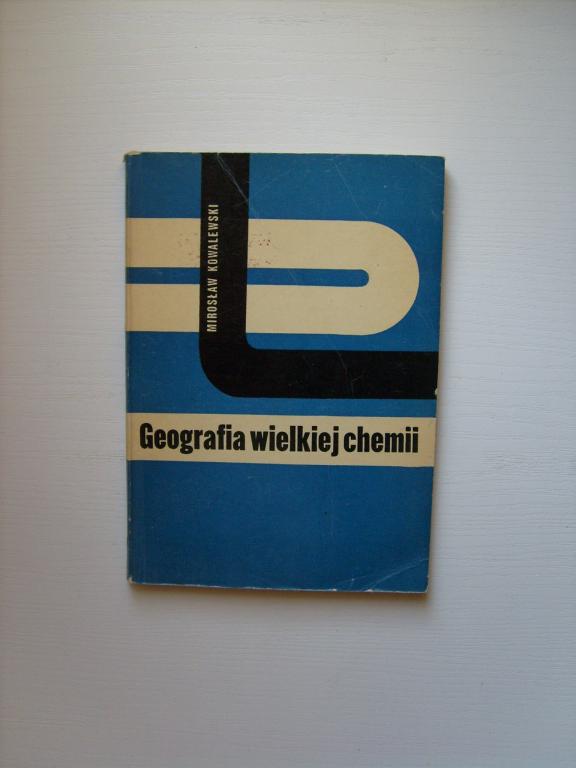 MIROSŁAW KOWALEWSKI
Geografia wielkiej chemii